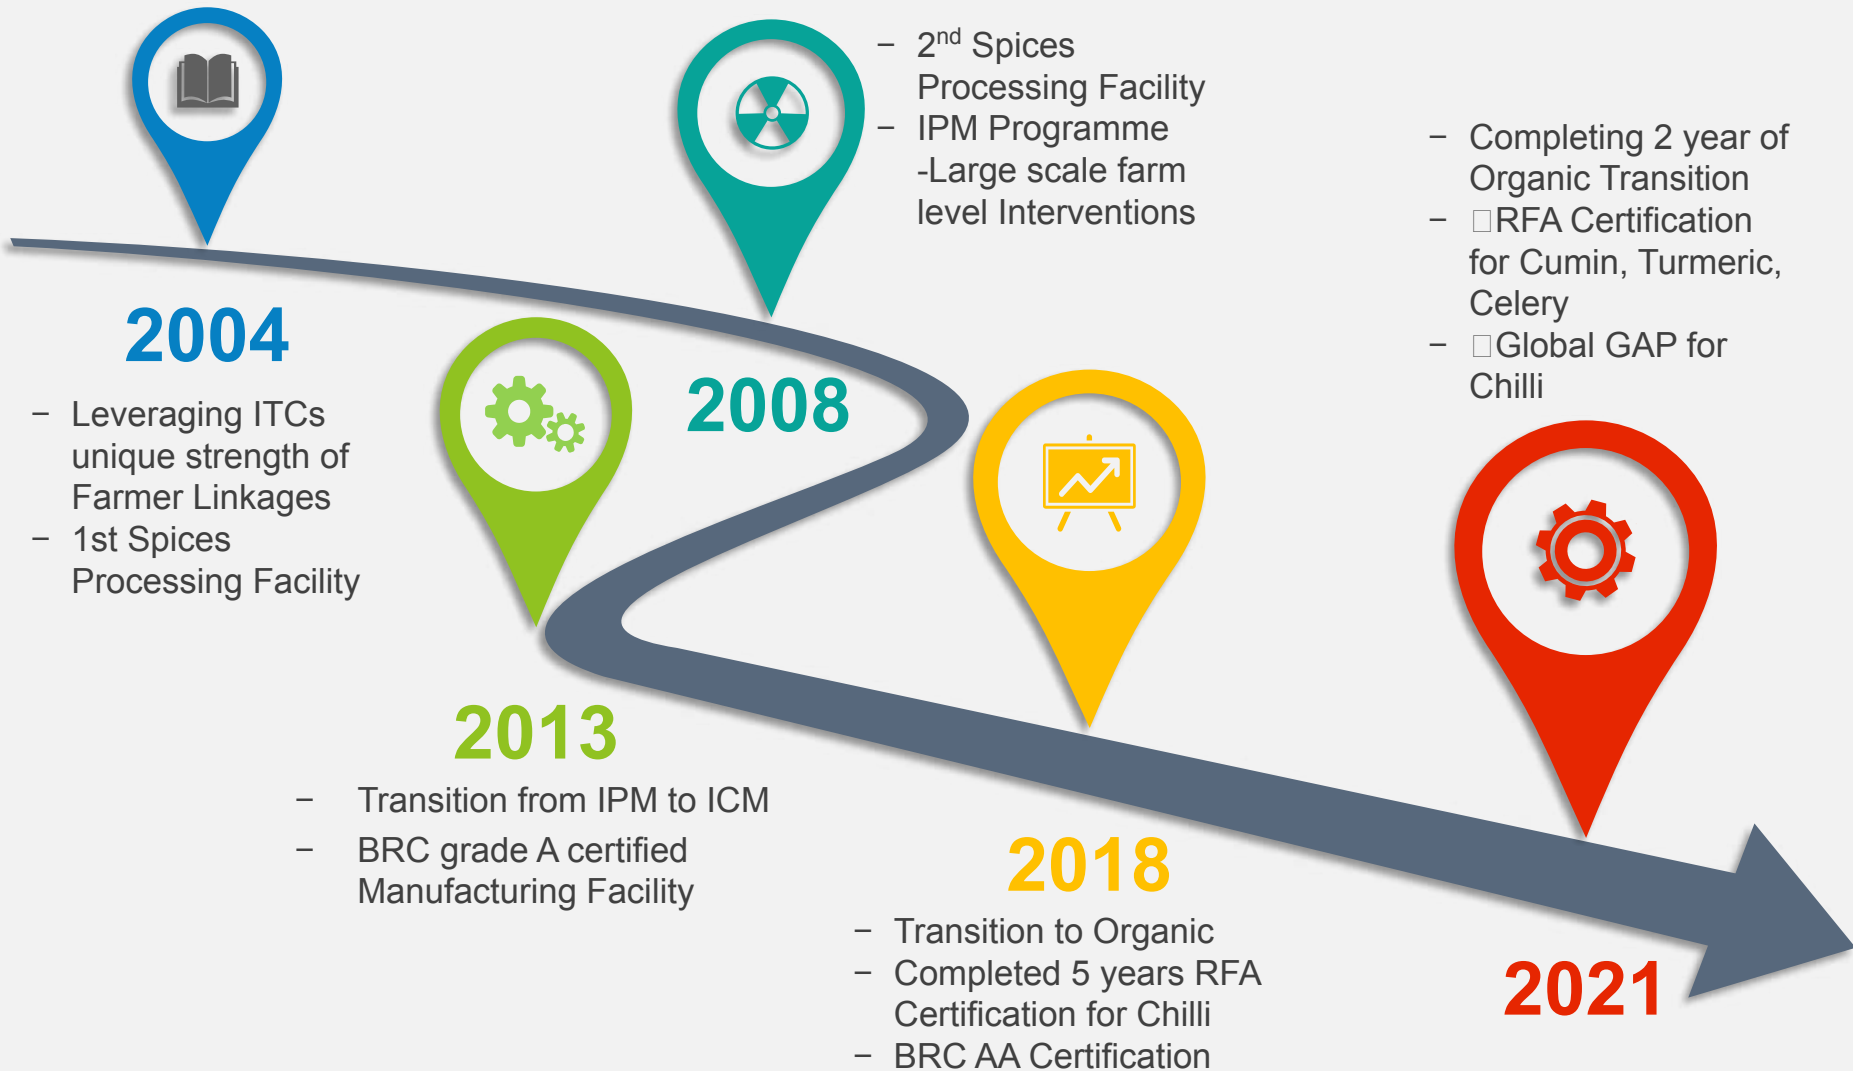 2004
– Leveraging ITCs
unique strength of
Farmer Linkages
– 1st Spices
Processing Facility
2008
– 2nd Spices
Processing Facility
– IPM Programme
-Large scale farm
level Interventions
2013
– Transition from IPM to ICM
– BRC grade A certified
Manufacturing Facility
2018
– Transition to Organic
– Completed 5 years RFA
Certification for Chilli
– BRC AA Certification
– Completing 2 year of
Organic Transition
– □RFA Certification
for Cumin, Turmeric,
Celery
– □Global GAP for
Chilli
2021